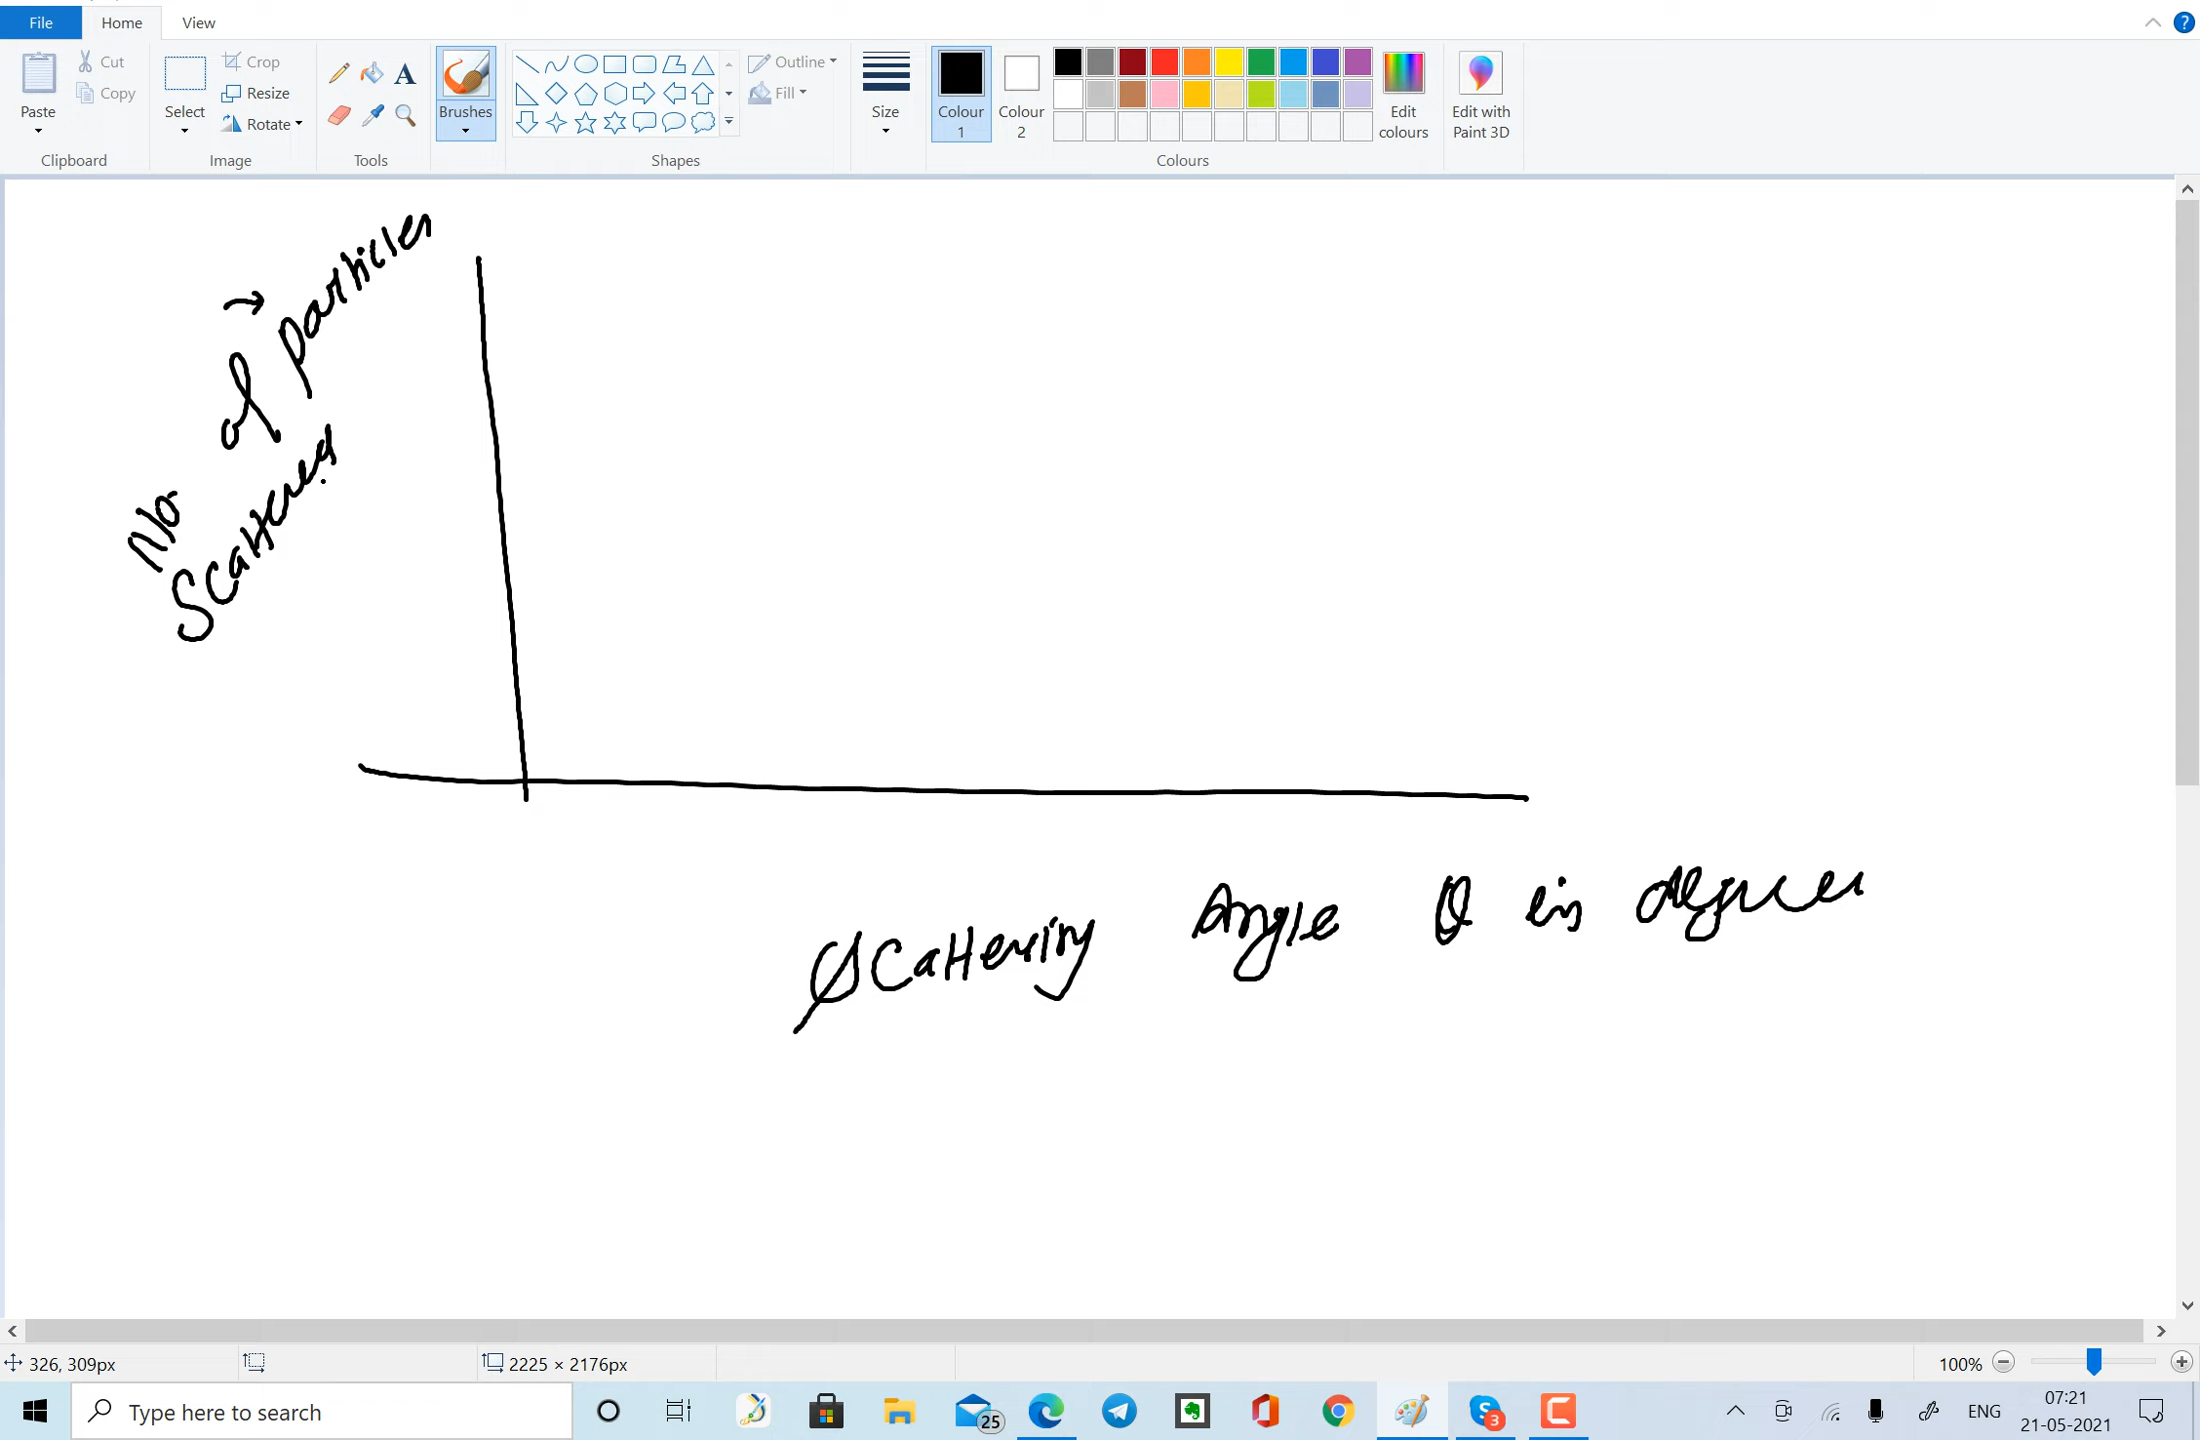 File Home View
Paste Cut Copy Select Crop Resize Rotate Brushes Outline Fill Size Colour 1 Colour 2 Edit colours Edit with Paint 3D
Clipboard Image Tools Shapes Colours
No of particles
Scattered
Scattering Angle θ in degrees
326, 309px 2225 × 2176px 100%
Type here to search 25 3 ENG 07:21
21-05-2021